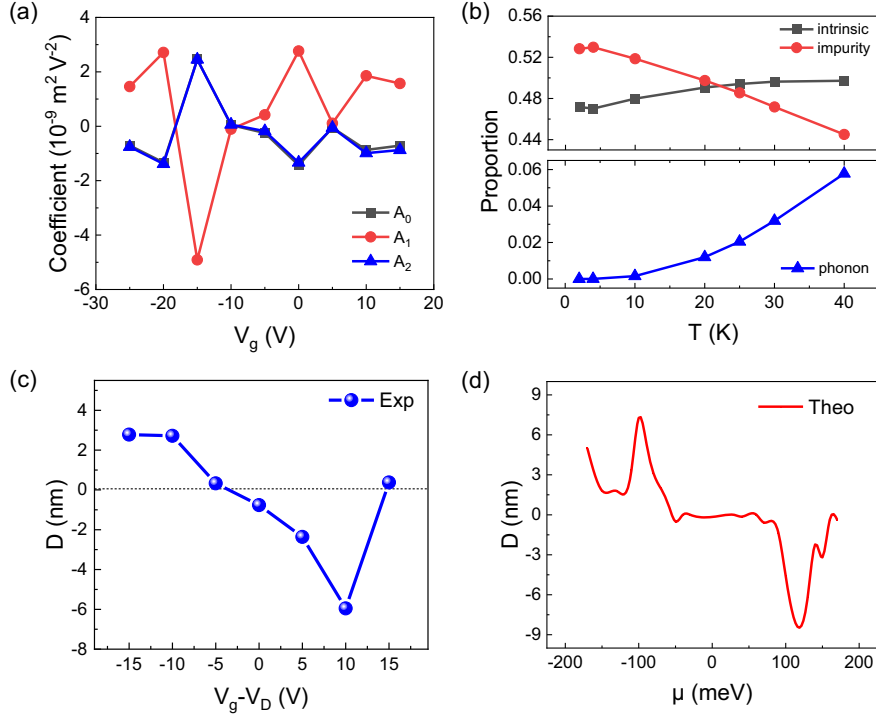 (a)
Coefficient (10⁻⁹ m² V⁻²)
4
2
0
-2
-4
-6
A₀
A₁
A₂
-30
-20
-10
0
10
20
V_g (V)
(b)
Proportion
0.56
0.52
0.48
0.44
intrinsic
impurity
0.06
0.04
0.02
0.00
phonon
0
10
20
30
40
T (K)
(c)
D (nm)
4
2
0
-2
-4
-6
-8
Exp
-15
-10
-5
0
5
10
15
V_g-V_D (V)
(d)
D (nm)
9
6
3
0
-3
-6
-9
Theo
-200
-100
0
100
200
μ (meV)